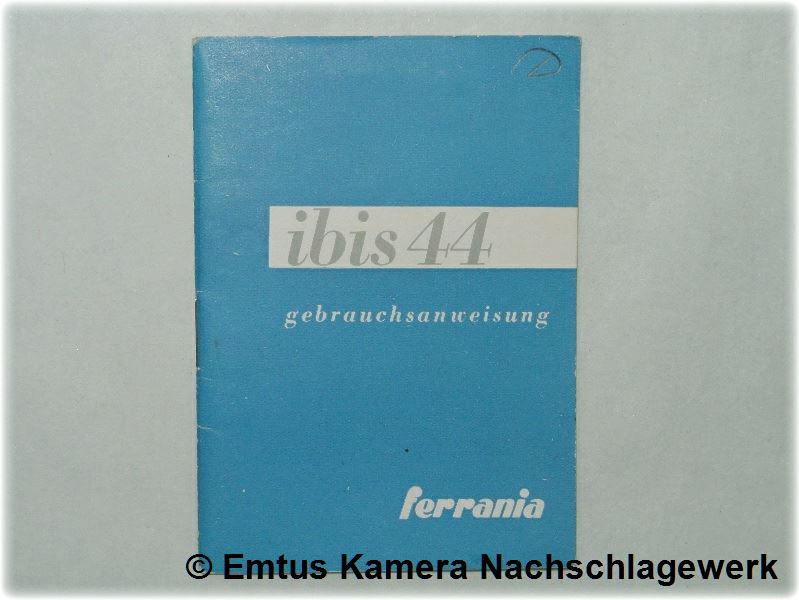 ibis 44
gebrauchsanweisung
ferrania
© Emtus Kamera Nachschlagewerk